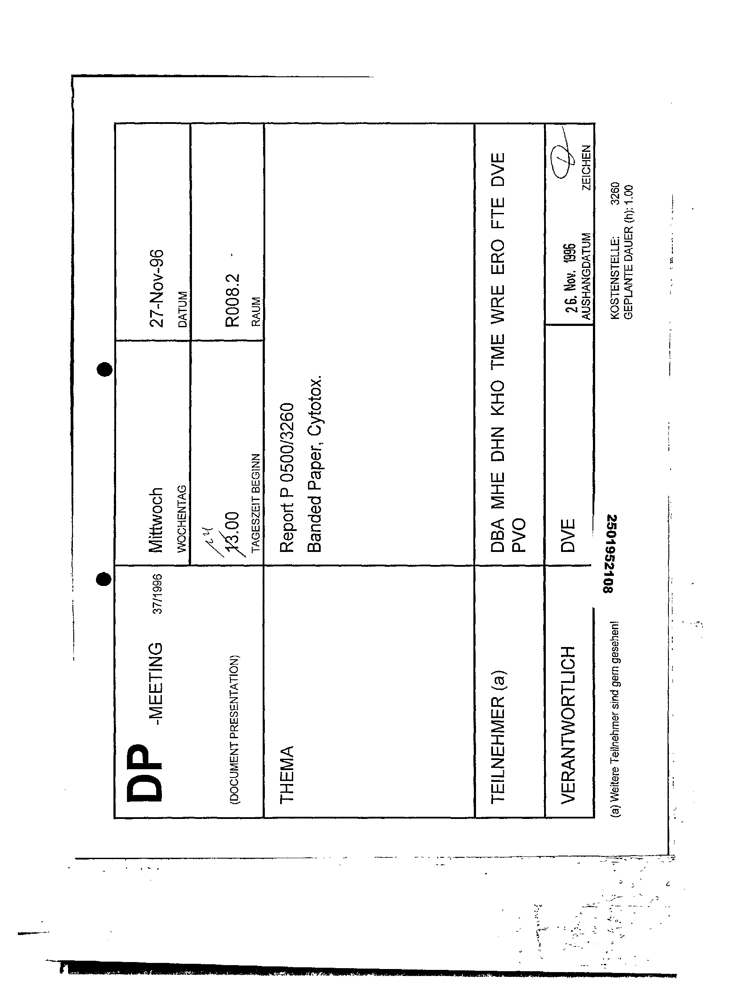 DP -MEETING 37/1996
(DOCUMENT PRESENTATION)
Mittwoch
WOCHENTAG
27-Nov-96
DATUM
14
13.00
TAGESZEIT BEGINN
R008.2
RAUM
THEMA
Report P 0500/3260
Banded Paper, Cytotox.
TEILNEHMER (a)
DBA MHE DHN KHO TME WRE ERO FTE DVE
PVO
VERANTWORTLICH
DVE
26. Nov. 1996
AUSHANGDATUM
ZEICHEN
(a) Weitere Teilnehmer sind gern gesehen!
KOSTENSTELLE: 3260
GEPLANTE DAUER (h): 1.00
2501952108